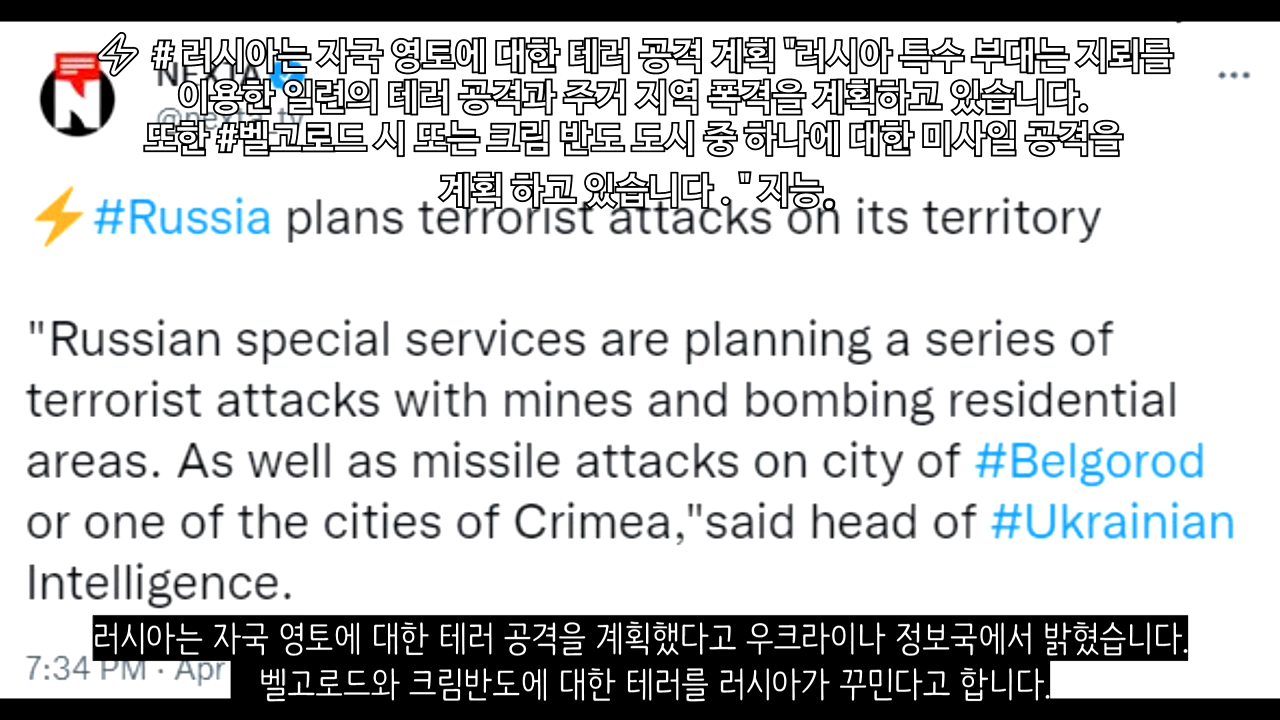 ⚡ # 러시아는 자국 영토에 대한 테러 공격 계획 "러시아 특수 부대는 지뢰를
이용한 일련의 테러 공격과 주거 지역 폭격을 계획하고 있습니다.
또한 #벨고로드 시 또는 크림 반도 도시 중 하나에 대한 미사일 공격을
계획 하고 있습니다 . " 지능.
NEXTA
@nexta_tv
⚡#Russia plans terrorist attacks on its territory
"Russian special services are planning a series of
terrorist attacks with mines and bombing residential
areas. As well as missile attacks on city of #Belgorod
or one of the cities of Crimea,"said head of #Ukrainian
Intelligence.
러시아는 자국 영토에 대한 테러 공격을 계획했다고 우크라이나 정보국에서 밝혔습니다.
7:34 PM · Apr
벨고로드와 크림반도에 대한 테러를 러시아가 꾸민다고 합니다.